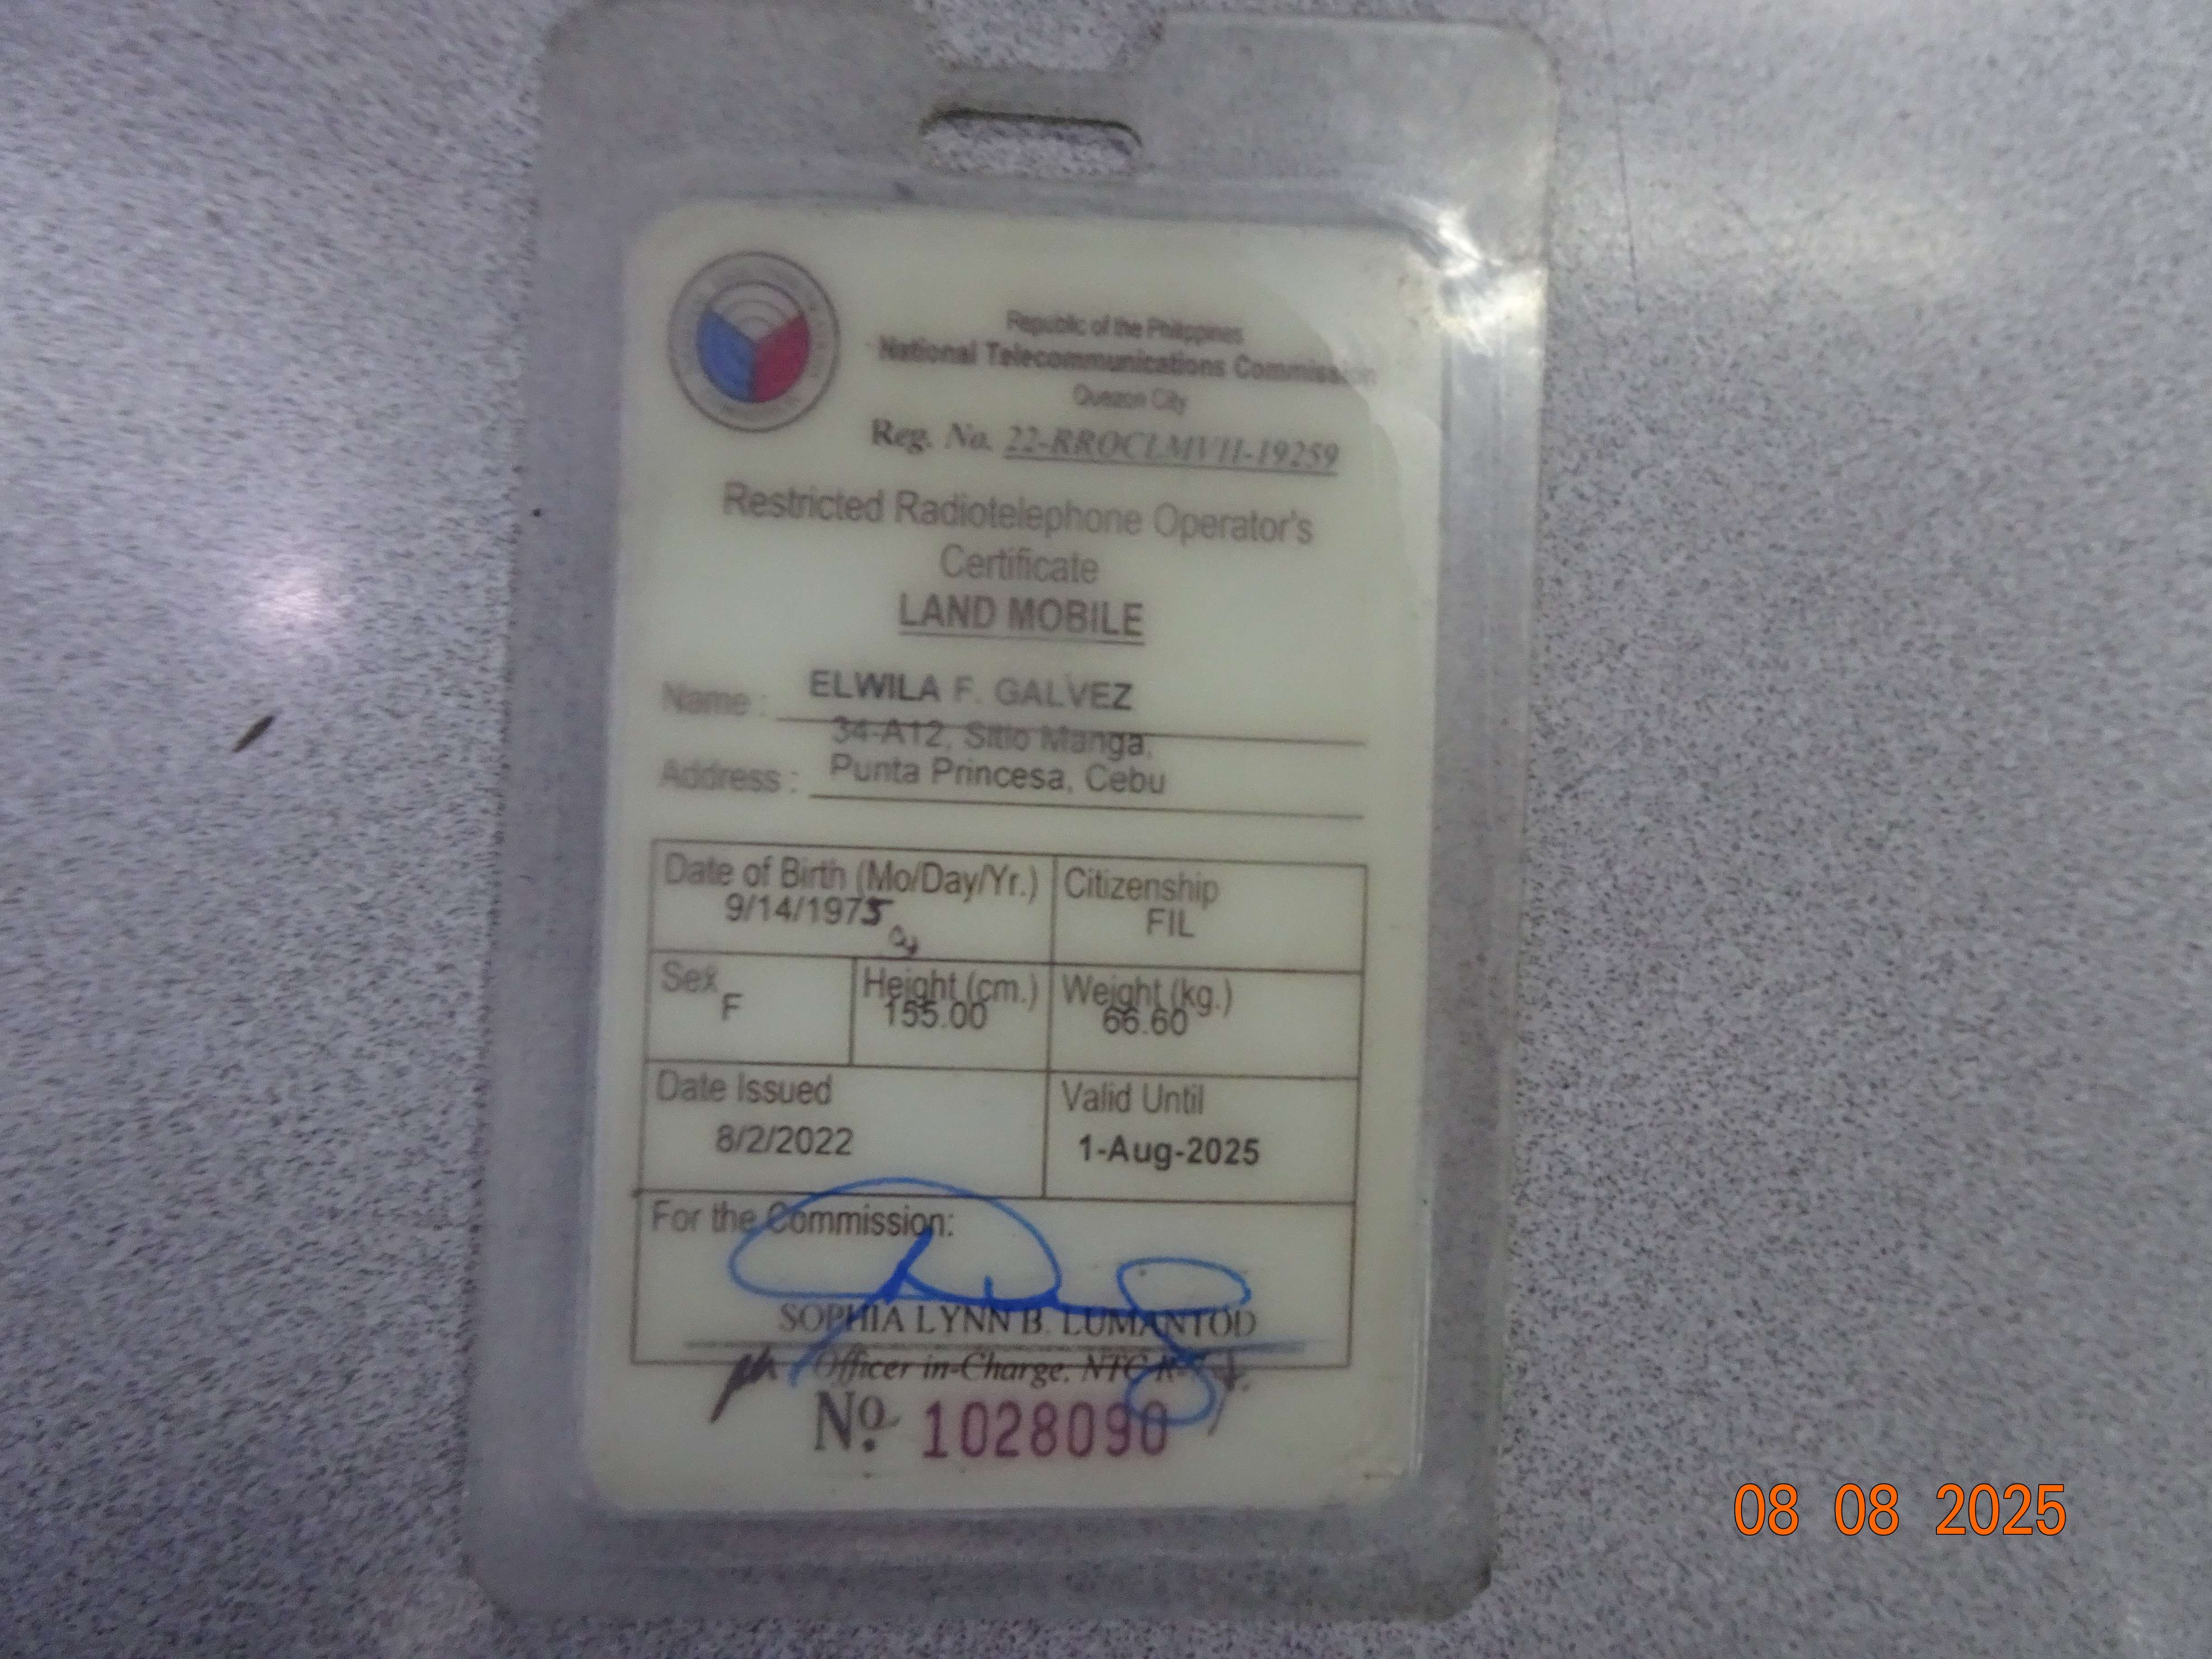 Republic of the Philippines
National Telecommunications Commission
Quezon City
Reg. No. 22-RROCLMVII-19259
Restricted Radiotelephone Operator's
Certificate
LAND MOBILE
Name : ELWILA F. GALVEZ
34-A12, Sitio Manga,
Address : Punta Princesa, Cebu
Date of Birth (Mo/Day/Yr.) Citizenship
9/14/1975 FIL
Sex Height (cm.) Weight (kg.)
F 155.00 66.60
Date Issued Valid Until
8/2/2022 1-Aug-2025
For the Commission:
SOPHIA LYNN B. LUMANTOD
Officer in-Charge, NTC
No. 1028090
08 08 2025